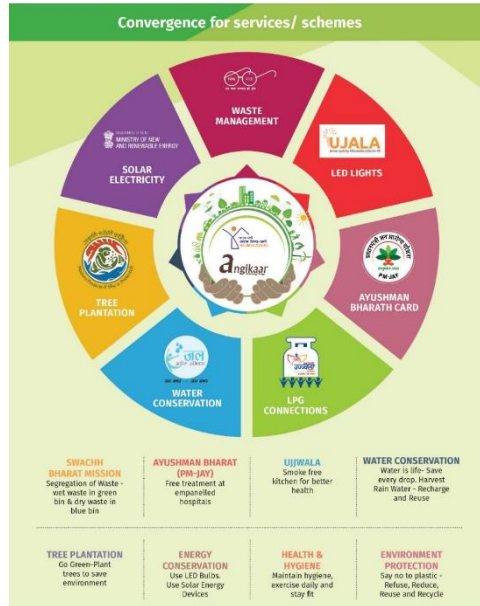 Convergence for services/ schemes
WASTE
MANAGEMENT
UJALA
LED LIGHTS
MINISTRY OF NEW
AND RENEWABLE ENERGY
SOLAR
ELECTRICITY
TREE
PLANTATION
angikaar
PM-JAY
AYUSHMAN
BHARATH CARD
जल
WATER
CONSERVATION
LPG
CONNECTIONS
SWACHH
BHARAT MISSION
Segregation of Waste -
wet waste in green
bin & dry waste in
blue bin
AYUSHMAN BHARAT
(PM-JAY)
Free treatment at
empanelled
hospitals
UJJWALA
Smoke free
kitchen for better
health
WATER CONSERVATION
Water is life- Save
every drop. Harvest
Rain Water - Recharge
and Reuse
TREE PLANTATION
Go Green-Plant
trees to save
environment
ENERGY
CONSERVATION
Use LED Bulbs.
Use Solar Energy
Devices
HEALTH &
HYGIENE
Maintain hygiene,
exercise daily and
stay fit
ENVIRONMENT
PROTECTION
Say no to plastic -
Refuse, Reduce,
Reuse and Recycle